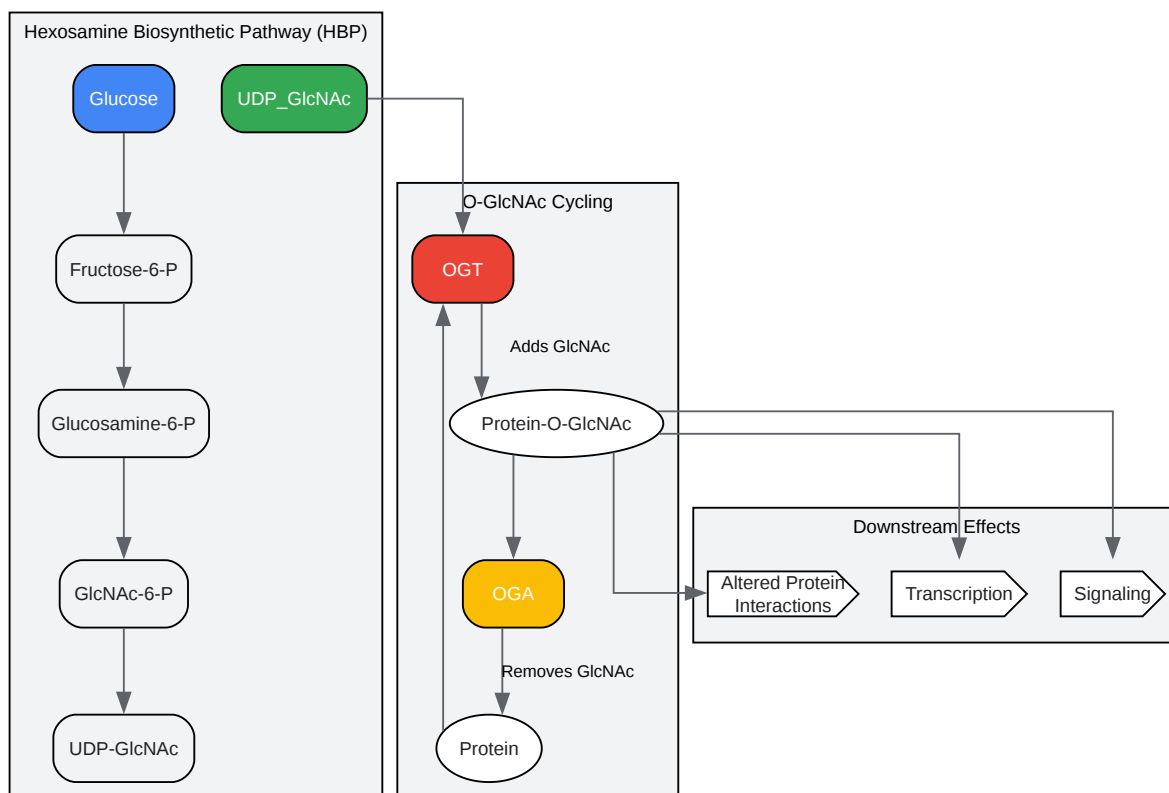 Hexosamine Biosynthetic Pathway (HBP)
Glucose
UDP_GlcNAc
Fructose-6-P
Glucosamine-6-P
GlcNAc-6-P
UDP-GlcNAc
O-GlcNAc Cycling
OGT
Adds GlcNAc
Protein-O-GlcNAc
OGA
Removes GlcNAc
Protein
Downstream Effects
Altered Protein
Interactions
Transcription
Signaling